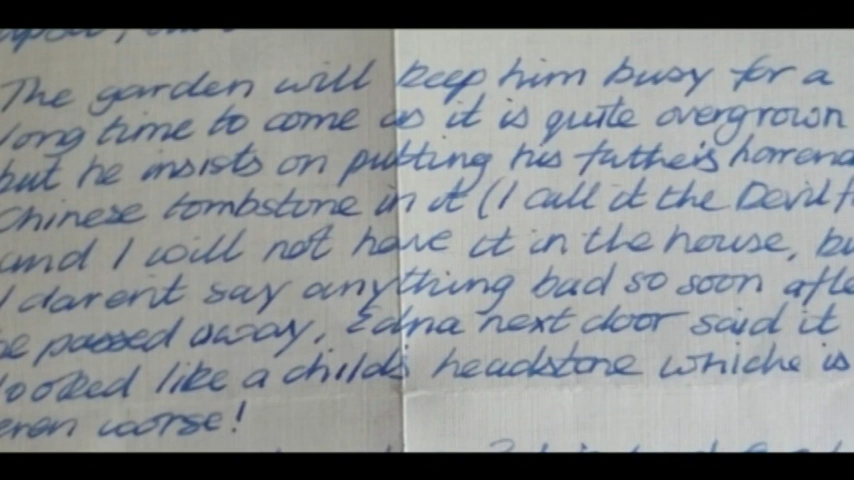 The garden will keep him busy for a
long time to come as it is quite overgrown
but he insists on putting his father's horrend
Chinese tombstone in it (I call it the Devil
and I will not have it in the house, bu
I daren't say anything bad so soon afte
he passed away, Edna next door said it
looked like a childs headstone whiche is
even worse!